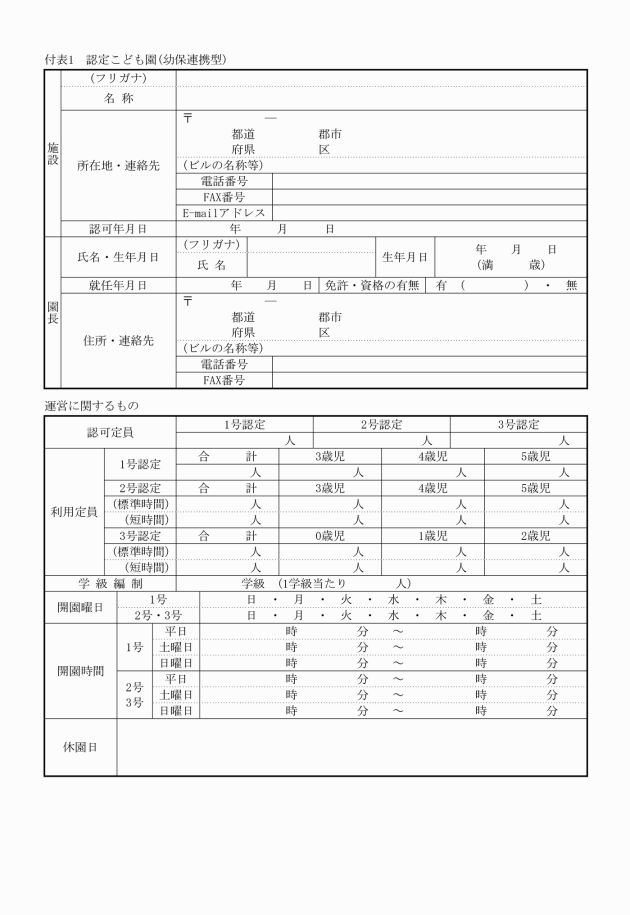 付表1　認定こども園(幼保連携型)
施設
(フリガナ)
名 称
所在地・連絡先
〒　　　　―
都道　　　　　郡市
府県　　　　　区
(ビルの名称等)
電話番号
FAX番号
E-mailアドレス
認可年月日　　年　　　月　　　日
園長
氏名・生年月日
(フリガナ)
氏 名
生年月日
年　　月　　日
(満　　　歳)
就任年月日　　年　　月　　日　免許・資格の有無　有　(　　　　　)　・　無
住所・連絡先
〒　　　　―
都道　　　　　郡市
府県　　　　　区
(ビルの名称等)
電話番号
FAX番号
運営に関するもの
認可定員
1号認定　2号認定　3号認定
人　人　人
利用定員
1号認定
合　　　計　3歳児　4歳児　5歳児
人　人　人　人
2号認定　合　　　計　3歳児　4歳児　5歳児
(標準時間)　人　人　人　人
(短時間)　人　人　人　人
3号認定　合　　　計　0歳児　1歳児　2歳児
(標準時間)　人　人　人　人
(短時間)　人　人　人　人
学 級 編 制　　学級　(1学級当たり　　　　人)
開園曜日
1号　日　・　月　・　火　・　水　・　木　・　金　・　土
2号・3号　日　・　月　・　火　・　水　・　木　・　金　・　土
開園時間
1号
平日　時　　　分　～　　　時　　　分
土曜日　時　　　分　～　　　時　　　分
日曜日　時　　　分　～　　　時　　　分
2号
3号
平日　時　　　分　～　　　時　　　分
土曜日　時　　　分　～　　　時　　　分
日曜日　時　　　分　～　　　時　　　分
休園日